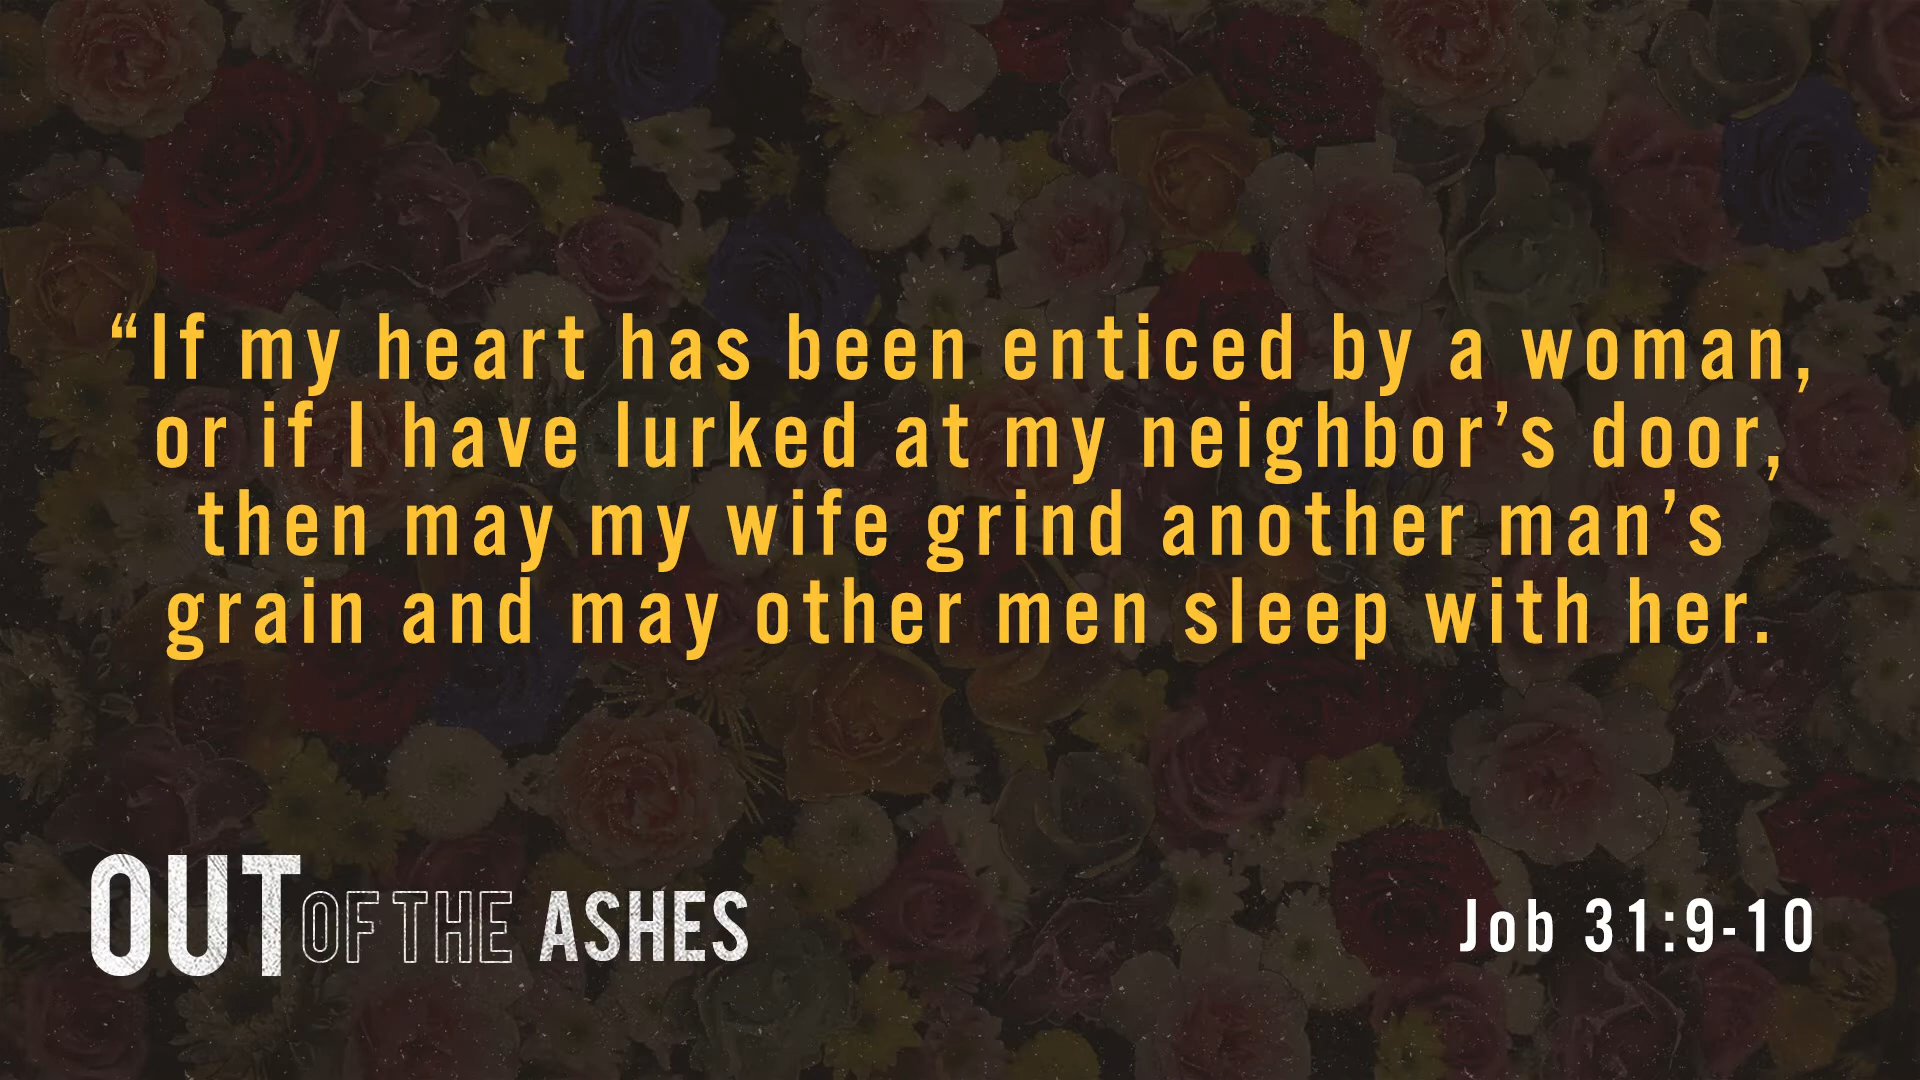 “If my heart has been enticed by a woman,
or if I have lurked at my neighbor’s door,
then may my wife grind another man’s
grain and may other men sleep with her.
OUT OF THE ASHES
Job 31:9-10